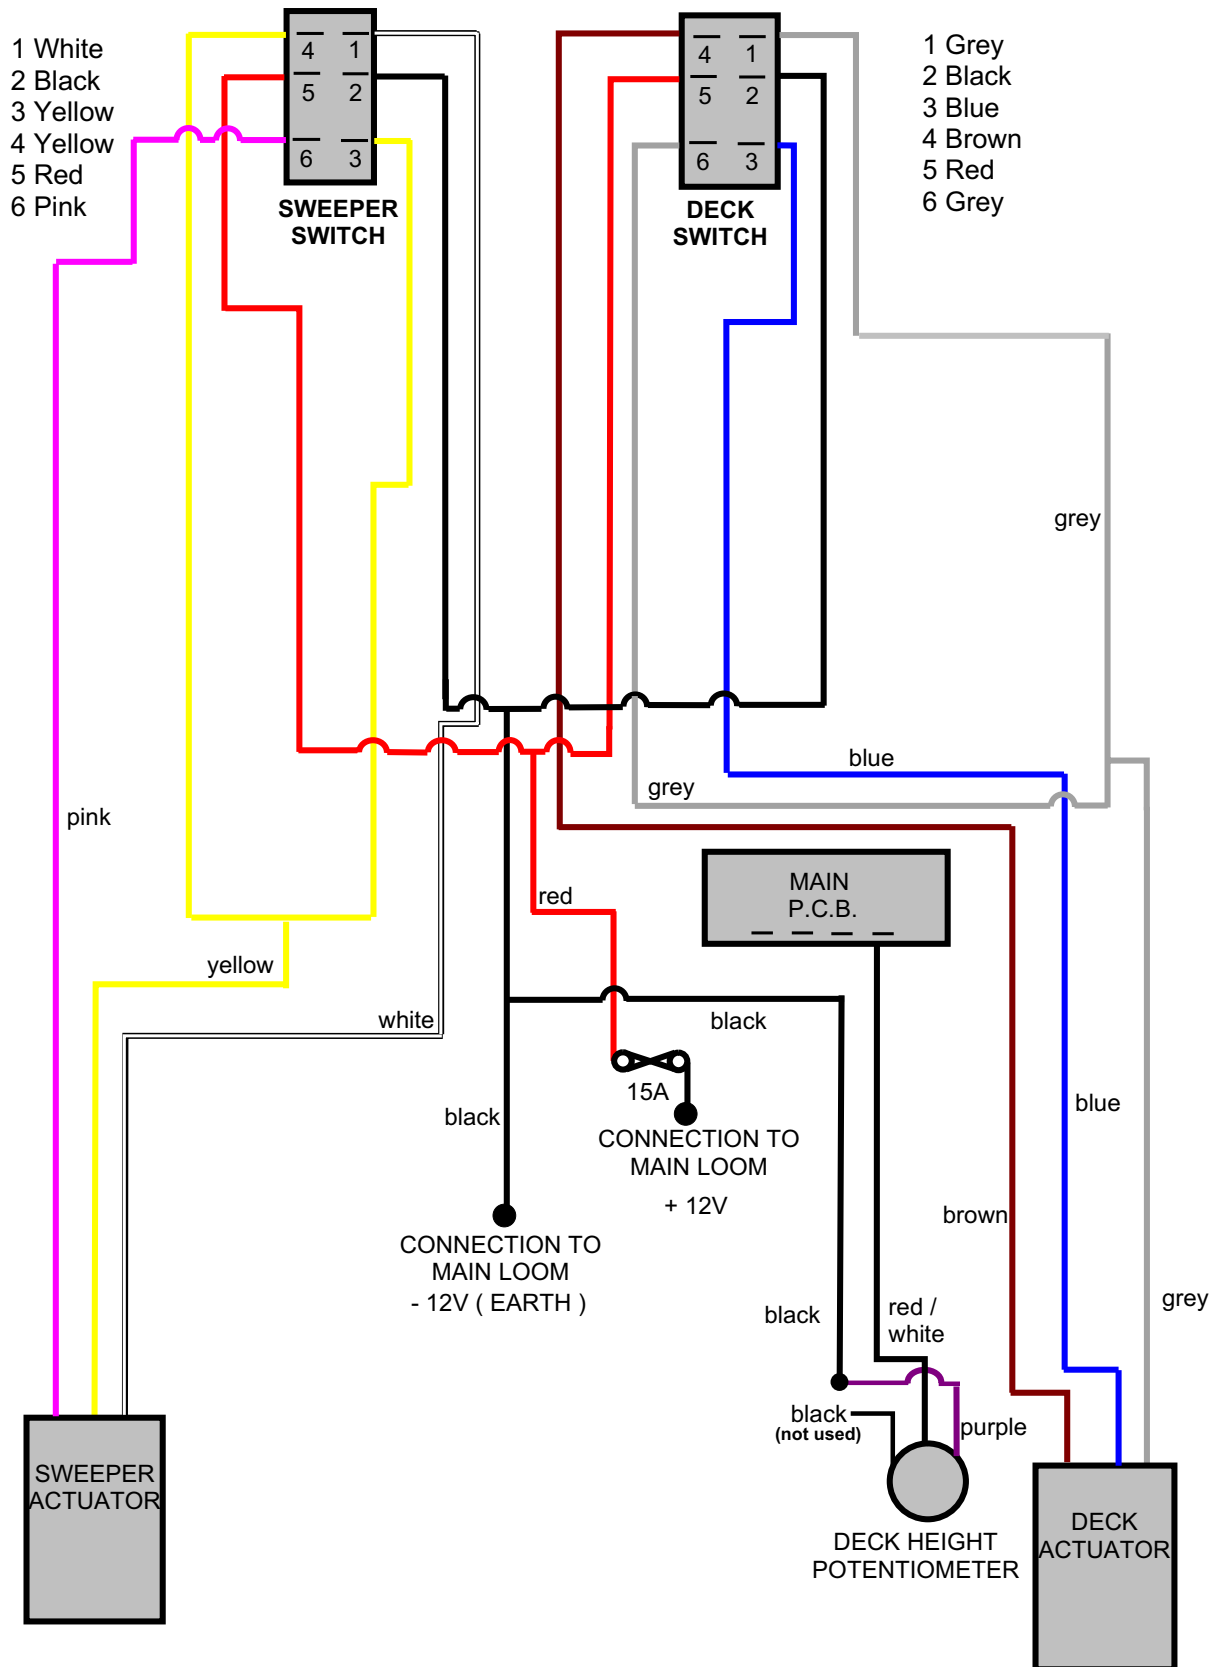 1 White
2 Black
3 Yellow
4 Yellow
5 Red
6 Pink
4 1
5 2
6 3
SWEEPER
SWITCH
4 1
5 2
6 3
DECK
SWITCH
1 Grey
2 Black
3 Blue
4 Brown
5 Red
6 Grey
grey
blue
grey
pink
red
MAIN
P.C.B.
yellow
white
black
15A
black
blue
CONNECTION TO
MAIN LOOM
+ 12V
brown
CONNECTION TO
MAIN LOOM
- 12V ( EARTH )
black
red /
white
grey
black
(not used)
purple
SWEEPER
ACTUATOR
DECK HEIGHT
POTENTIOMETER
DECK
ACTUATOR